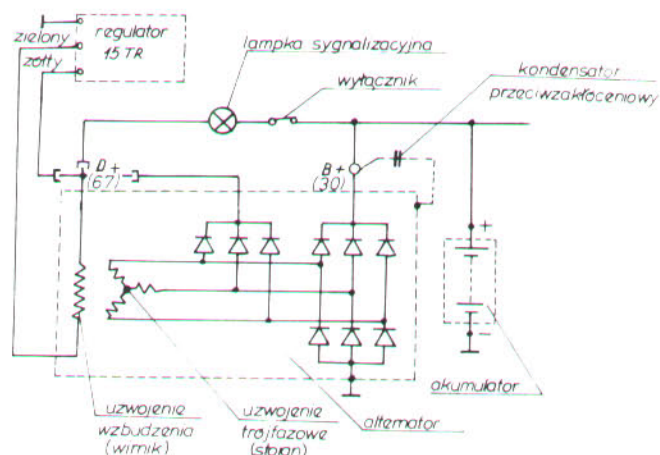 regulator
15 TR
zielony
żółty
lampka sygnalizacyjna
wyłącznik
kondensator
przeciwzakłóceniowy
D+
(67)
B+
(30)
+
−
akumulator
uzwojenie
wzbudzenia
(wirnik)
uzwojenie
trójfazowe
(stojan)
alternator